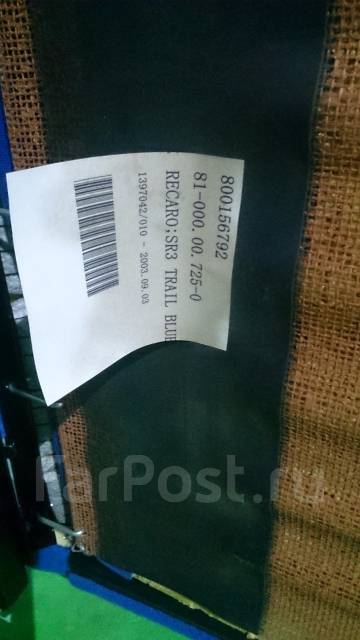 800156792
81-000.00.725-0
RECARO;SR3 TRAIL BLUE
1397042/010 - 2003.09.03
FarPost.ru